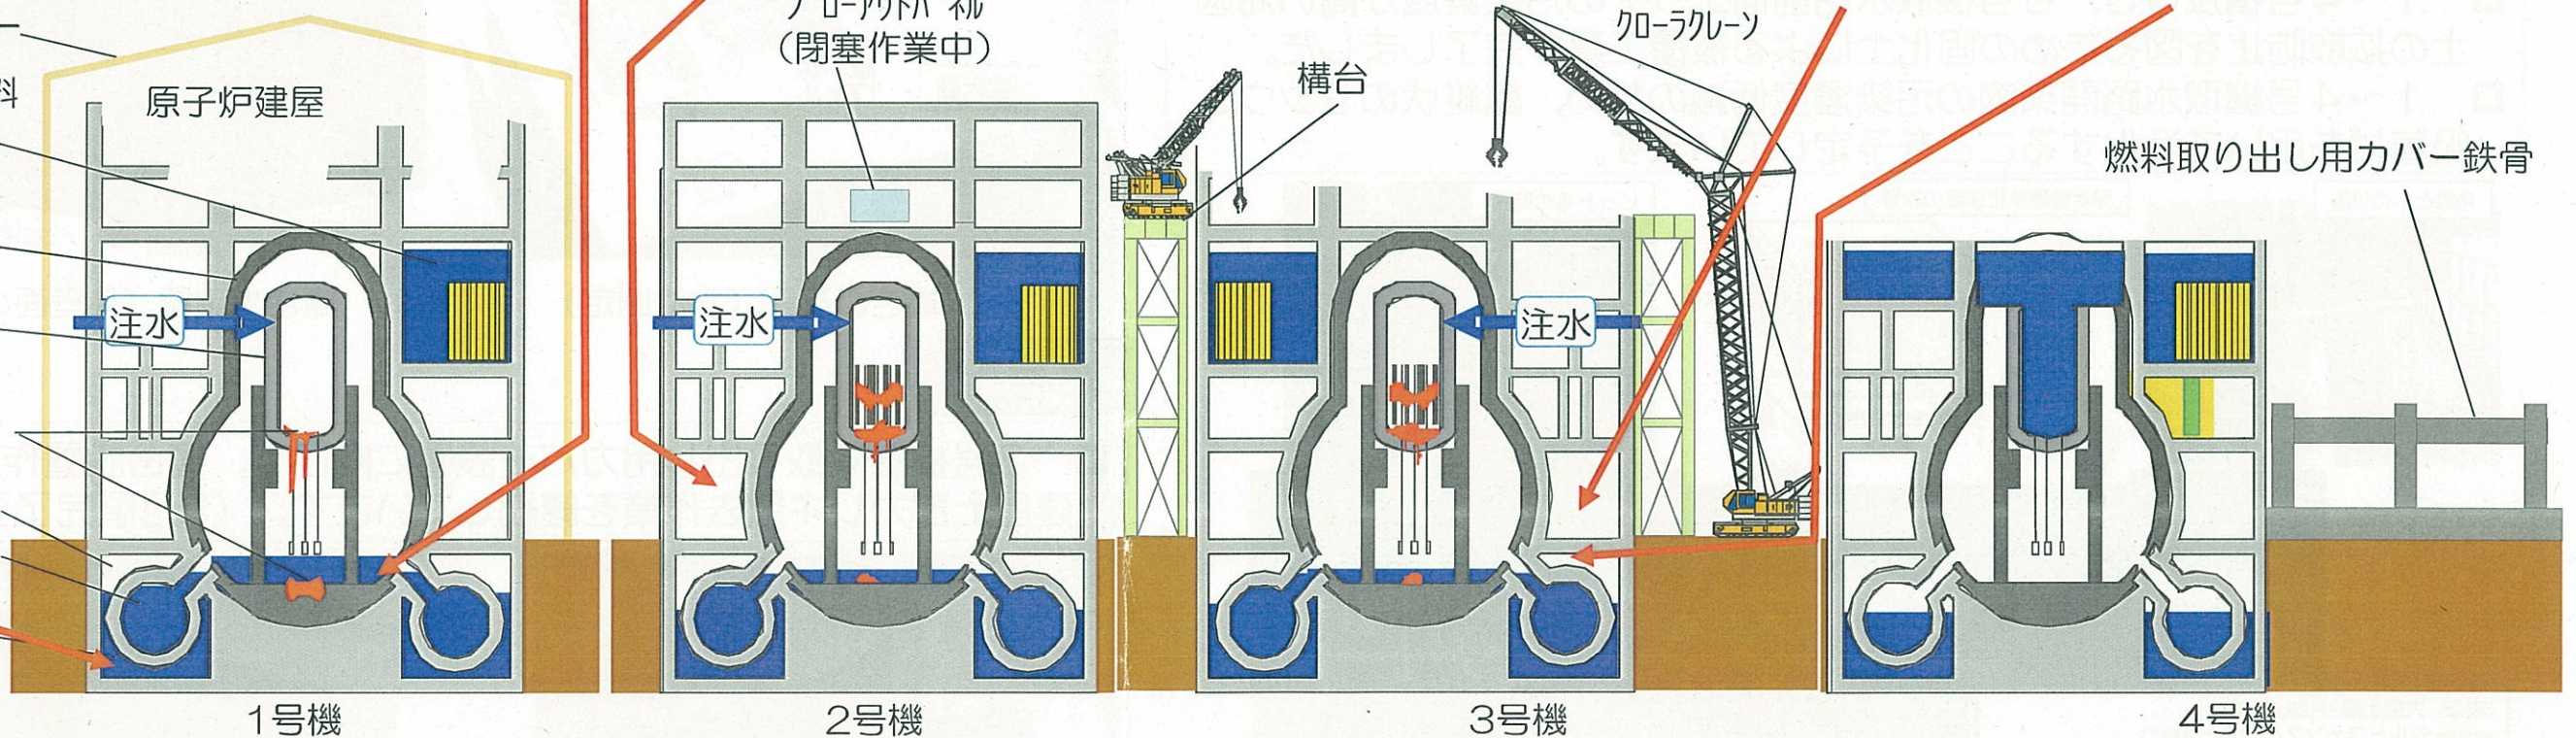 ブローアウトパネル
(閉塞作業中)
クローラクレーン
構台
料
原子炉建屋
燃料取り出し用カバー鉄骨
注水
注水
注水
1号機
2号機
3号機
4号機